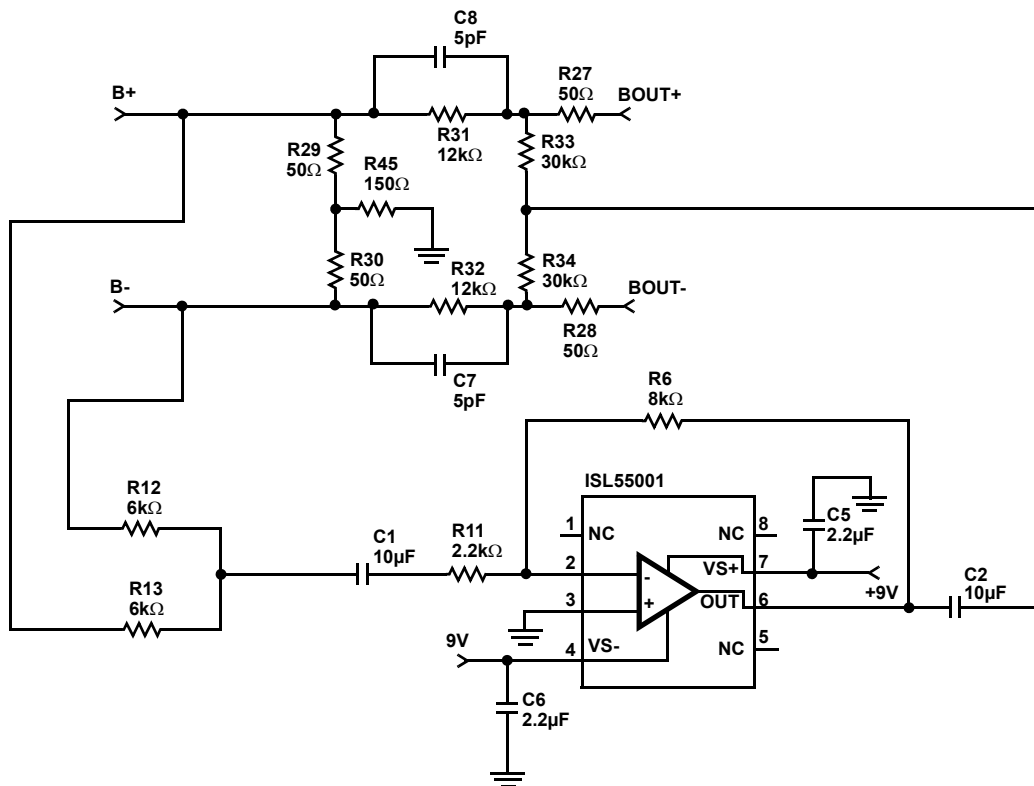 C8
5pF
B+
R31
12kΩ
R27
50Ω
BOUT+
R29
50Ω
R45
150Ω
R33
30kΩ
R30
50Ω
R32
12kΩ
R34
30kΩ
B-
BOUT-
R28
50Ω
C7
5pF
R6
8kΩ
ISL55001
R12
6kΩ
R13
6kΩ
C1
10µF
R11
2.2kΩ
1
NC
8
NC
2
-
VS+
7
3
+
OUT
6
4
VS-
NC
5
C5
2.2µF
+9V
C2
10µF
9V
C6
2.2µF